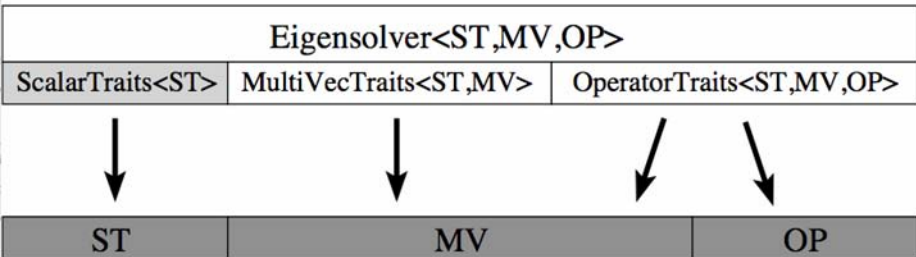 Eigensolver<ST,MV,OP>
ScalarTraits<ST> MultiVecTraits<ST,MV> OperatorTraits<ST,MV,OP>
ST MV OP